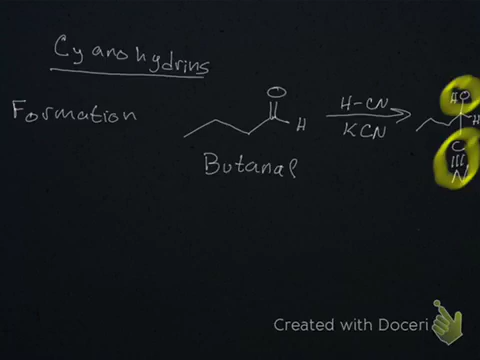 Cyanohydrins
Formation
O
H
Butanal
H-CN
KCN
HO
H
C
N
Created with Doceri